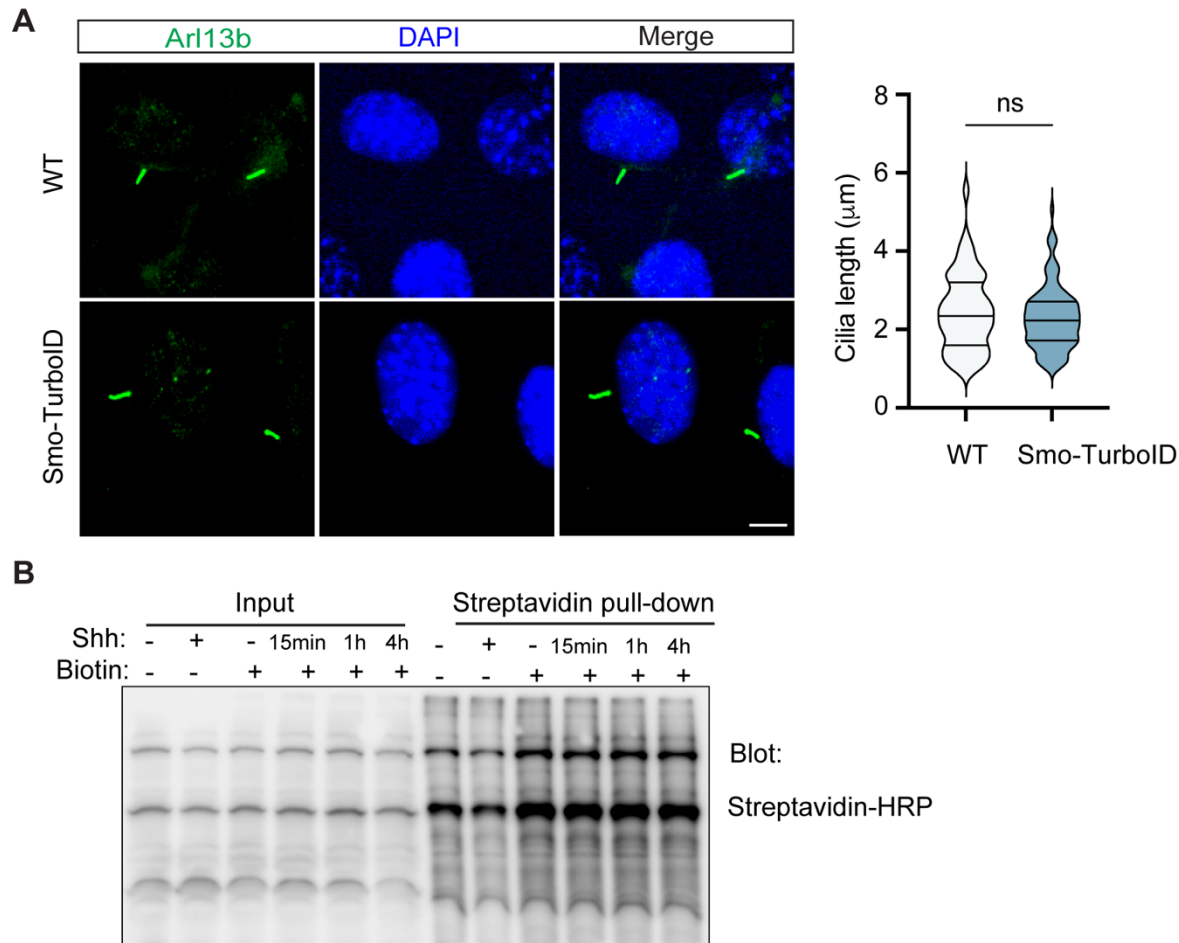 A
Arl13b DAPI Merge
WT
Smo-TurboID
8
6
4
2
0
Cilia length (μm)
ns
WT Smo-TurboID
B
Input Streptavidin pull-down
Shh: - + - 15min 1h 4h - + - 15min 1h 4h
Biotin: - - + + + + - - + + + +
Blot:
Streptavidin-HRP